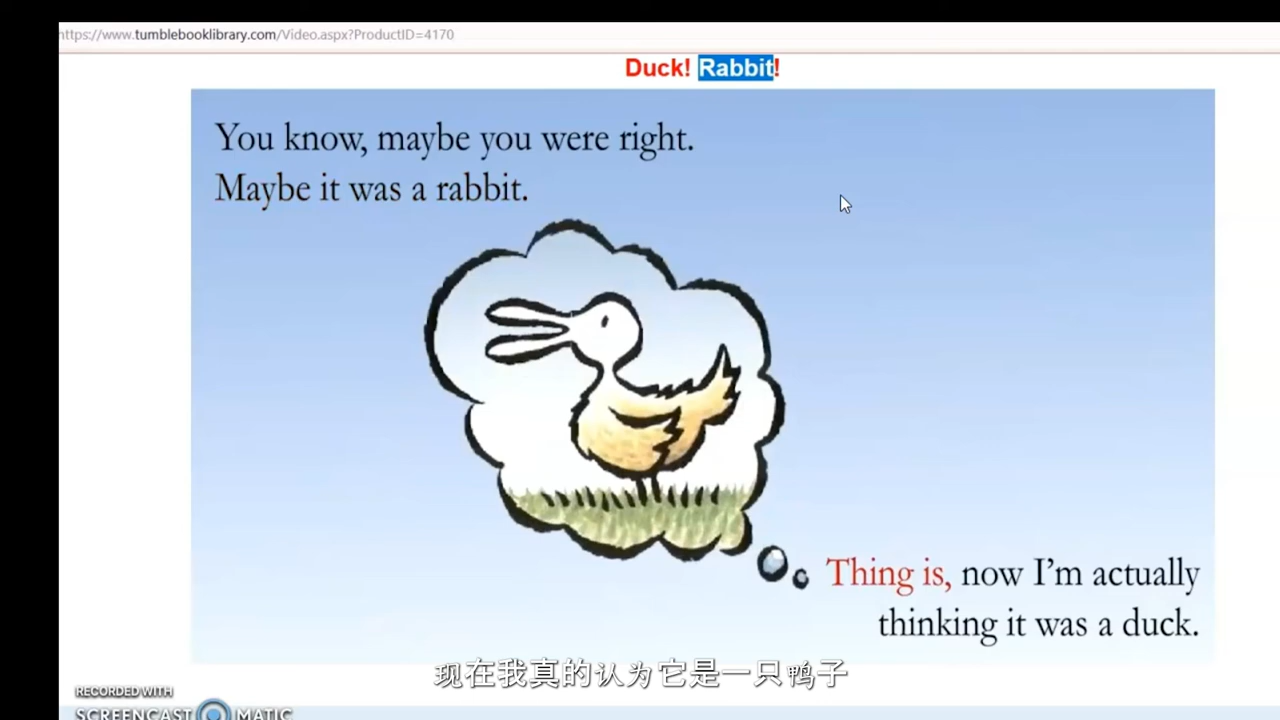 https://www.tumblebooklibrary.com/Video.aspx?ProductID=4170
Duck! Rabbit!
You know, maybe you were right.
Maybe it was a rabbit.
Thing is, now I'm actually
thinking it was a duck.
现在我真的认为它是一只鸭子
RECORDED WITH
SCREENCAST MATIC